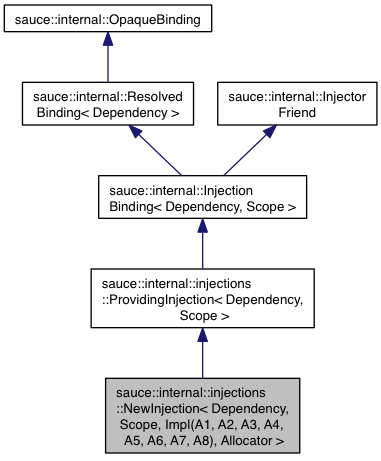 sauce::internal::OpaqueBinding
sauce::internal::Resolved
Binding< Dependency >
sauce::internal::Injector
Friend
sauce::internal::Injection
Binding< Dependency, Scope >
sauce::internal::injections
::ProvidingInjection< Dependency,
Scope >
sauce::internal::injections
::NewInjection< Dependency,
Scope, Impl(A1, A2, A3, A4,
A5, A6, A7, A8), Allocator >